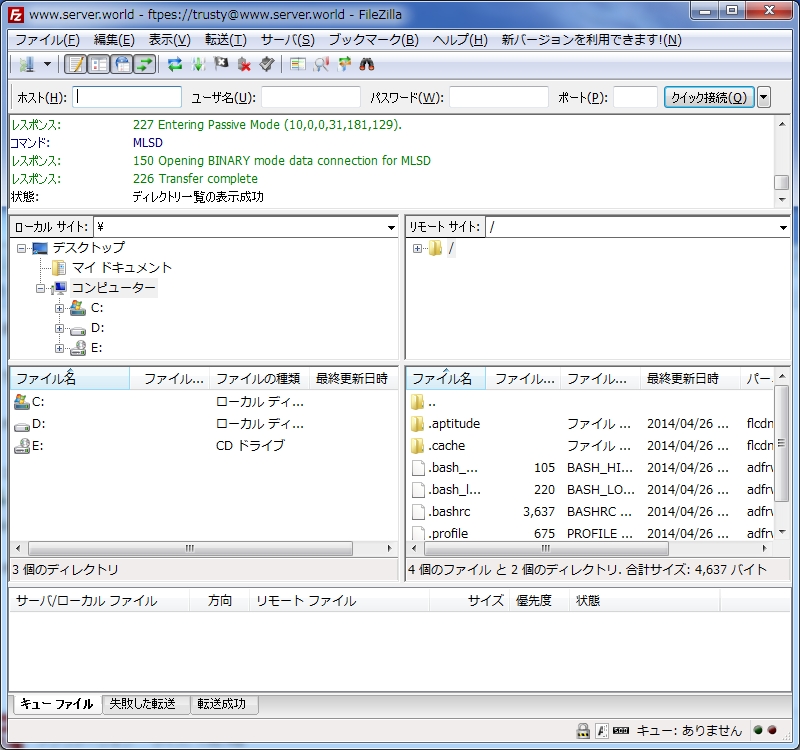 www.server.world - ftpes://trusty@www.server.world - FileZilla
ファイル(F) 編集(E) 表示(V) 転送(T) サーバ(S) ブックマーク(B) ヘルプ(H) 新バージョンを利用できます!(N)
ホスト(H): ユーザ名(U): パスワード(W): ポート(P): クイック接続(Q)
レスポンス: 227 Entering Passive Mode (10,0,0,31,181,129).
コマンド: MLSD
レスポンス: 150 Opening BINARY mode data connection for MLSD
レスポンス: 226 Transfer complete
状態: ディレクトリ一覧の表示成功
ローカル サイト: ¥
デスクトップ
マイ ドキュメント
コンピューター
C:
D:
E:
リモート サイト: /
/
ファイル名 ファイル... ファイルの種類 最終更新日時
C: ローカル ディ...
D: ローカル ディ...
E: CD ドライブ
3 個のディレクトリ
ファイル名 ファイル... ファイル... 最終更新日時 パー
..
.aptitude ファイル ... 2014/04/26 ... flcdn
.cache ファイル ... 2014/04/26 ... flcdn
.bash_... 105 BASH_HI... 2014/04/26 ... adfrw
.bash_l... 220 BASH_LO... 2014/04/26 ... adfrw
.bashrc 3,637 BASHRC ... 2014/04/26 ... adfrw
.profile 675 PROFILE ... 2014/04/26 ... adfrw
4 個のファイル と 2 個のディレクトリ. 合計サイズ: 4,637 バイト
サーバ/ローカル ファイル 方向 リモート ファイル サイズ 優先度 状態
キュー ファイル 失敗した転送 転送成功
キュー: ありません